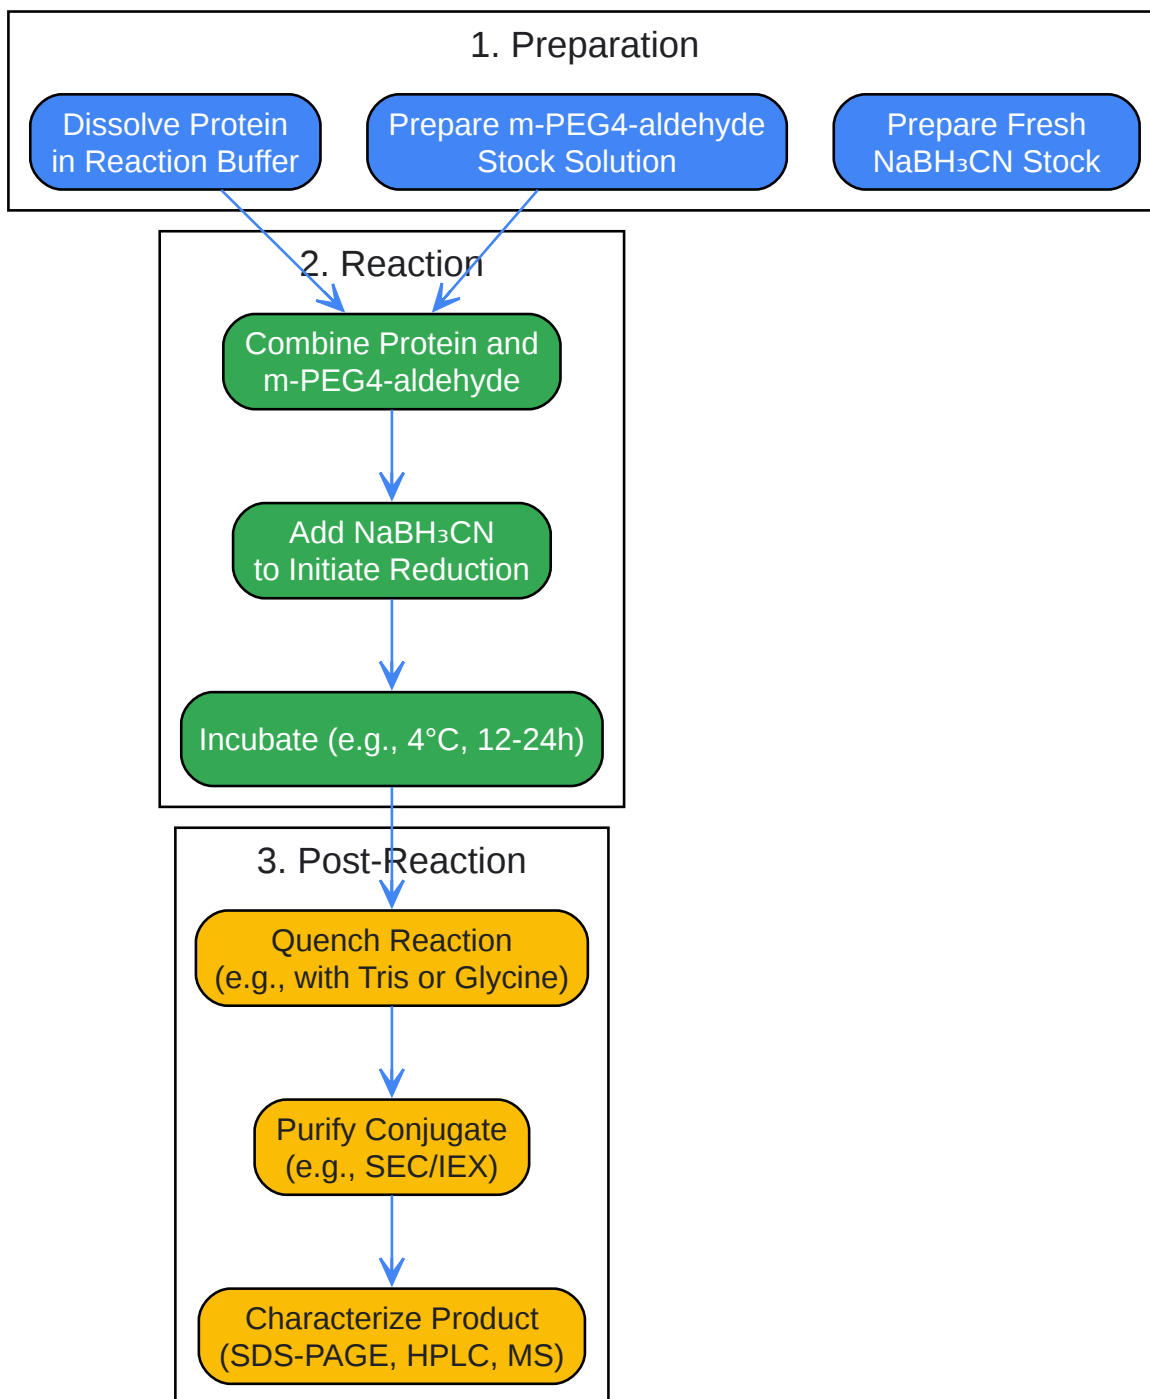 1. Preparation
Dissolve Protein
in Reaction Buffer
Prepare m-PEG4-aldehyde
Stock Solution
Prepare Fresh
NaBH₃CN Stock
2. Reaction
Combine Protein and
m-PEG4-aldehyde
Add NaBH₃CN
to Initiate Reduction
Incubate (e.g., 4°C, 12-24h)
3. Post-Reaction
Quench Reaction
(e.g., with Tris or Glycine)
Purify Conjugate
(e.g., SEC/IEX)
Characterize Product
(SDS-PAGE, HPLC, MS)